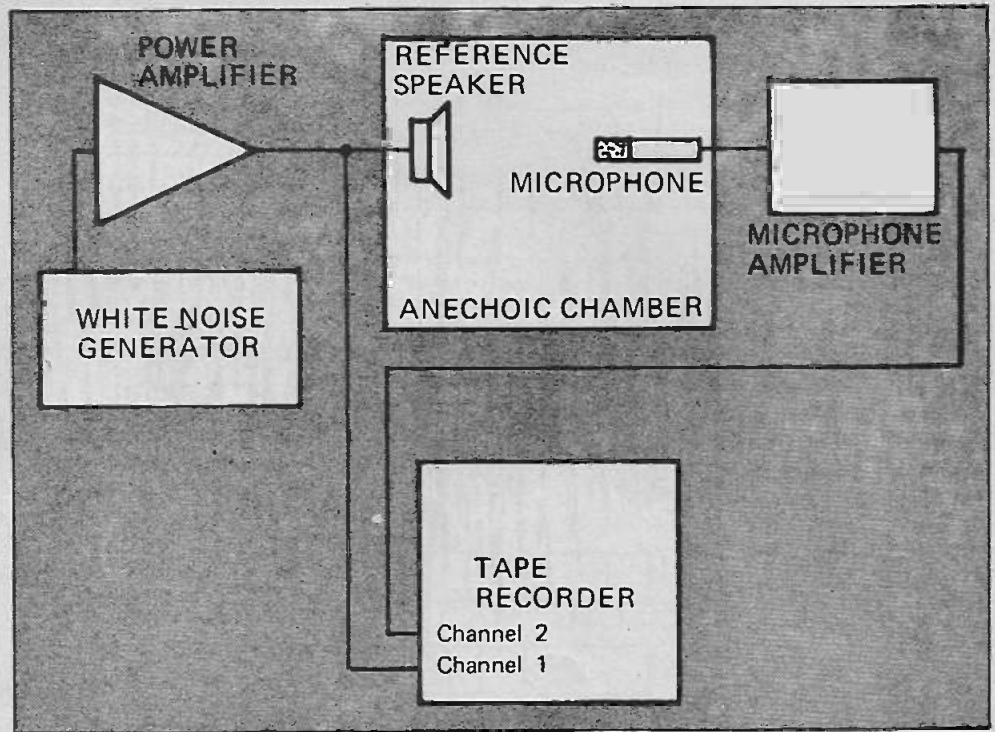 POWER
AMPLIFIER
REFERENCE
SPEAKER
MICROPHONE
MICROPHONE
AMPLIFIER
WHITE NOISE
GENERATOR
ANECHOIC CHAMBER
TAPE
RECORDER
Channel 2
Channel 1